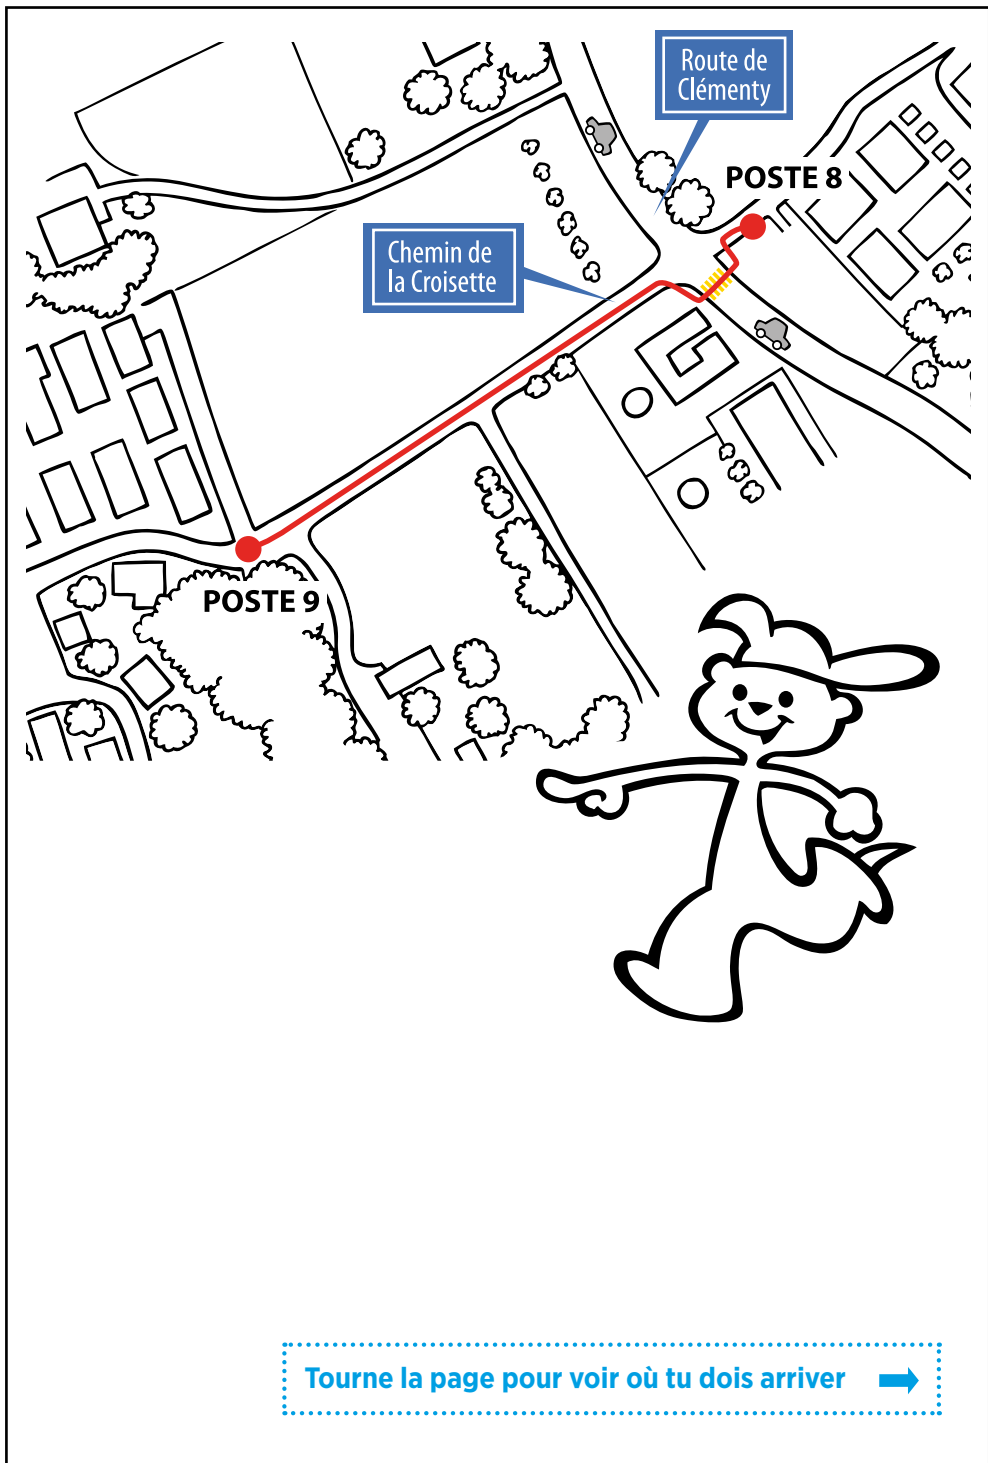 Route de
Clémenty
POSTE 8
Chemin de
la Croisette
POSTE 9
Tourne la page pour voir où tu dois arriver